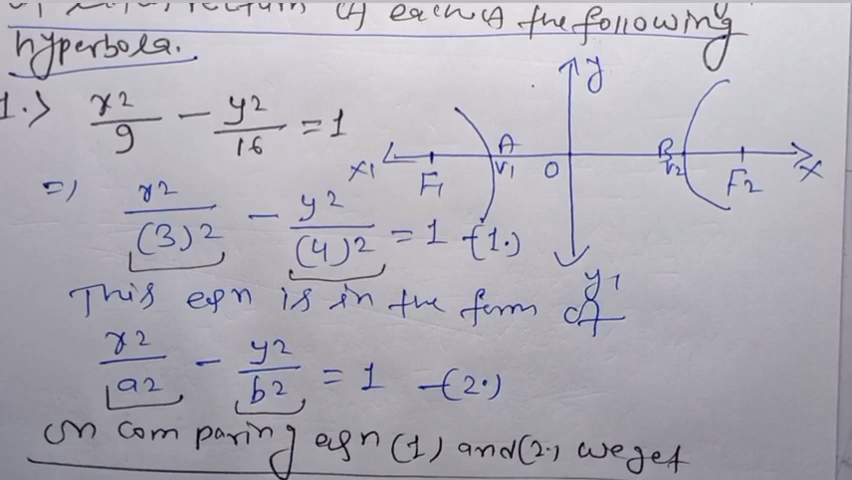 rectum of each of the following
hyperbola.
1.> x2/9 - y2/16 = 1
=> x2/(3)2 - y2/(4)2 = 1 -(1.)
y
A B
x1 F1 V1 O V2 F2 x
y1
This eqn is in the form of
x2/a2 - y2/b2 = 1 -(2.)
on comparing eqn (1) and (2.) we get